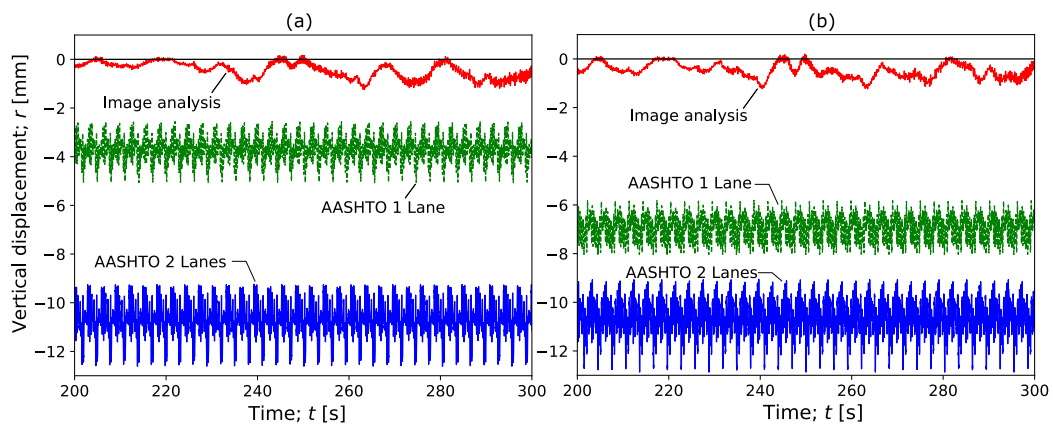 (a)
Vertical displacement; r [mm]
0
−2
−4
−6
−8
−10
−12
Image analysis
AASHTO 1 Lane
AASHTO 2 Lanes
200
220
240
260
280
300
Time; t [s]
(b)
0
−2
−4
−6
−8
−10
−12
Image analysis
AASHTO 1 Lane
AASHTO 2 Lanes
200
220
240
260
280
300
Time; t [s]